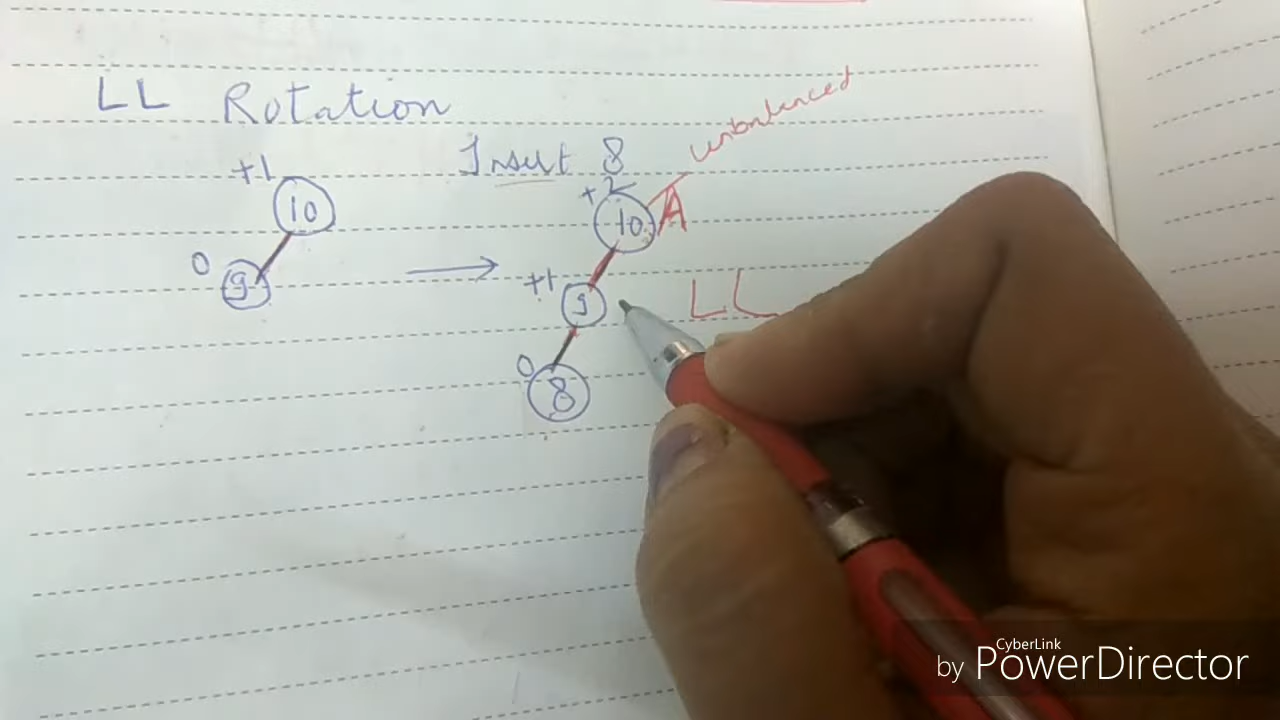 LL Rotation
Insert 8
unbalanced
+1
10
0
9
+2
10 A
+1
9
LL
0
8
CyberLink
by PowerDirector